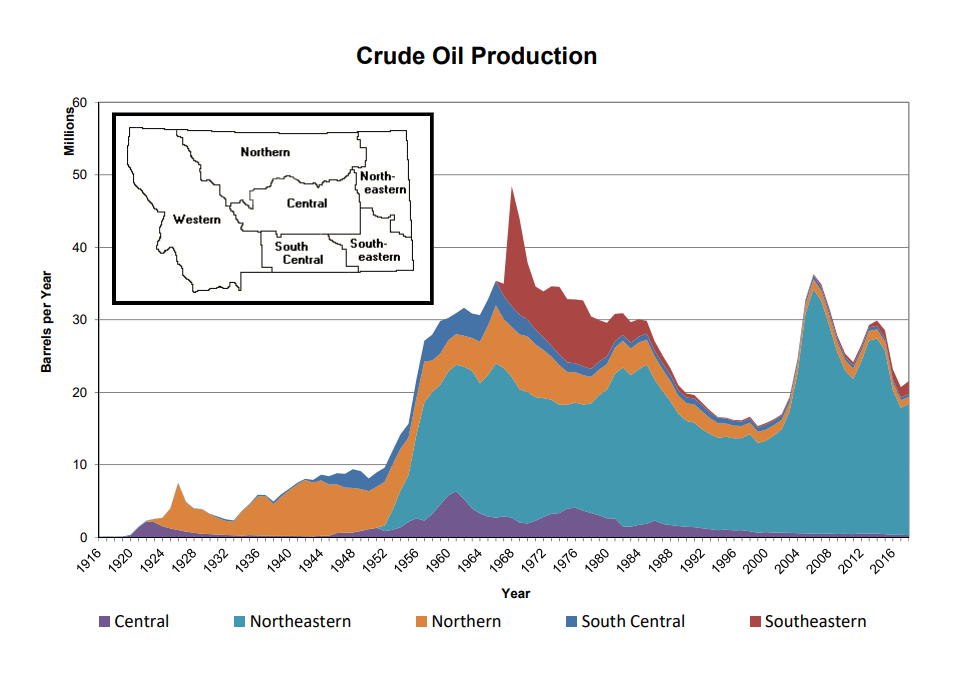 Crude Oil Production
Millions
Barrels per Year
60
50
40
30
20
10
0
Northern
North-
eastern
Central
Western
South
Central
South-
eastern
1916 1920 1924 1928 1932 1936 1940 1944 1948 1952 1956 1960 1964 1968 1972 1976 1980 1984 1988 1992 1996 2000 2004 2008 2012 2016
Year
Central Northeastern Northern South Central Southeastern